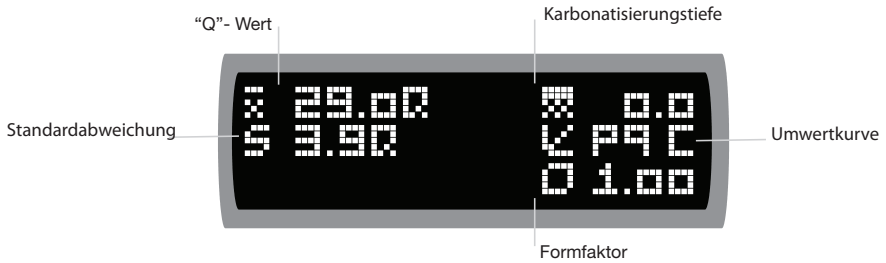 “Q”- Wert
Karbonatisierungstiefe
x̄ 29.0Q 0.0
Standardabweichung
S 3.9Q P9 C
Umwertkurve
1.00
Formfaktor